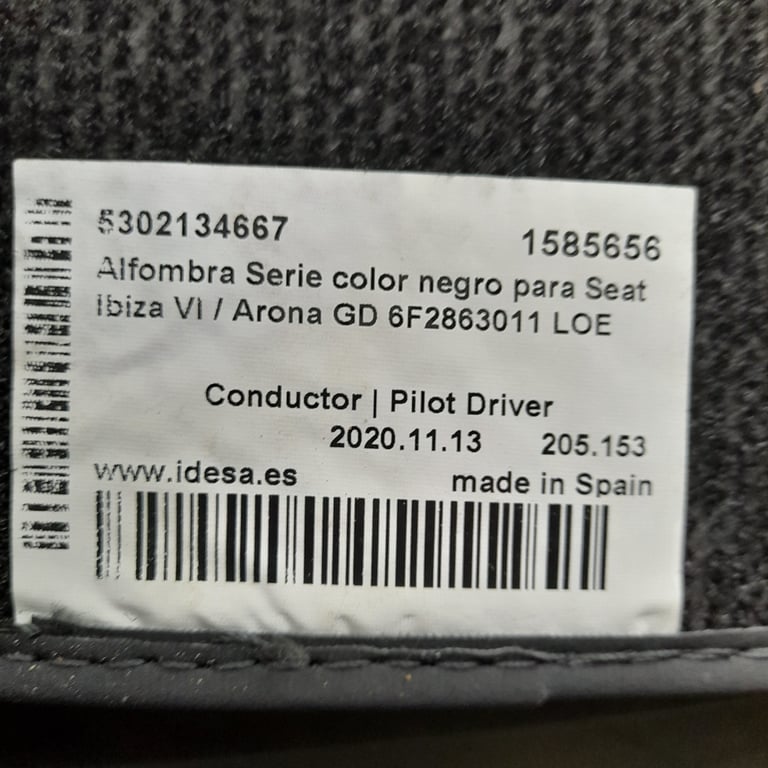 5302134667
1585656
Alfombra Serie color negro para Seat
Ibiza VI / Arona GD 6F2863011 LOE
Conductor | Pilot Driver
2020.11.13 205.153
www.idesa.es made in Spain